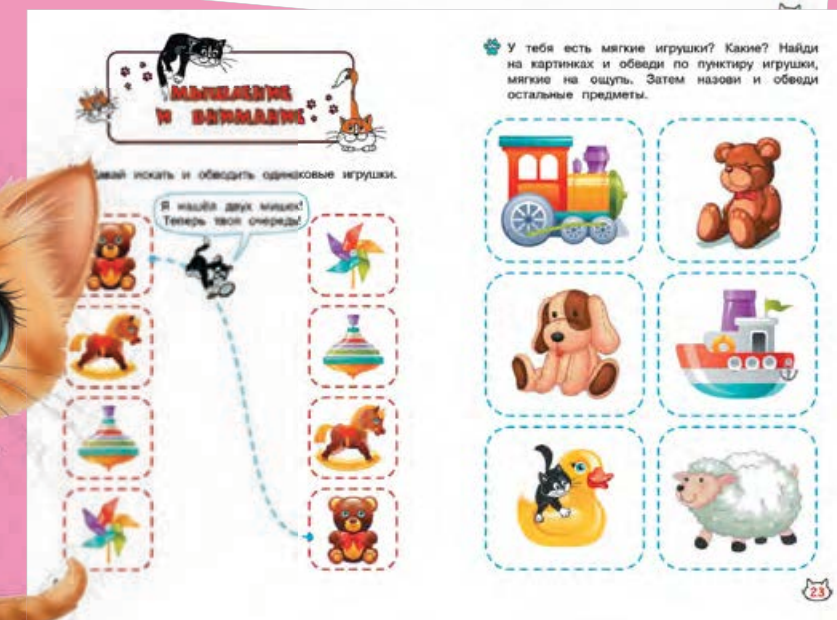 МЫШЛЕНИЕ
И ВНИМАНИЕ
авай искать и обводить одинаковые игрушки.
Я нашёл двух мишек!
Теперь твоя очередь!
У тебя есть мягкие игрушки? Какие? Найди
на картинках и обведи по пунктиру игрушки,
мягкие на ощупь. Затем назови и обведи
остальные предметы.
23